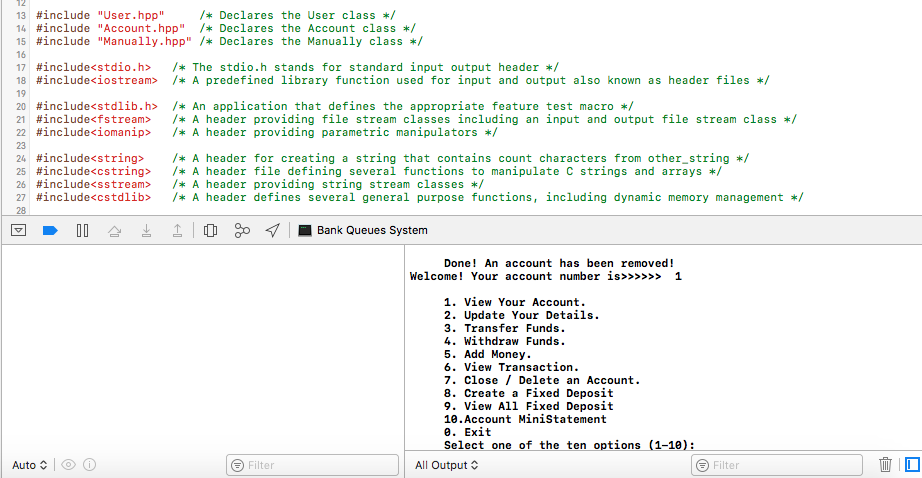 12
13 #include "User.hpp" /* Declares the User class */
14 #include "Account.hpp" /* Declares the Account class */
15 #include "Manually.hpp" /* Declares the Manually class */
16
17 #include<stdio.h> /* The stdio.h stands for standard input output header */
18 #include<iostream> /* A predefined library function used for input and output also known as header files */
19
20 #include<stdlib.h> /* An application that defines the appropriate feature test macro */
21 #include<fstream> /* A header providing file stream classes including an input and output file stream class */
22 #include<iomanip> /* A header providing parametric manipulators */
23
24 #include<string> /* A header for creating a string that contains count characters from other_string */
25 #include<cstring> /* A header file defining several functions to manipulate C strings and arrays */
26 #include<sstream> /* A header providing string stream classes */
27 #include<cstdlib> /* A header defines several general purpose functions, including dynamic memory management */
28
Bank Queues System
Done! An account has been removed!
Welcome! Your account number is>>>>>> 1
1. View Your Account.
2. Update Your Details.
3. Transfer Funds.
4. Withdraw Funds.
5. Add Money.
6. View Transaction.
7. Close / Delete an Account.
8. Create a Fixed Deposit
9. View All Fixed Deposit
10.Account MiniStatement
0. Exit
Select one of the ten options (1-10):
Auto Filter All Output Filter